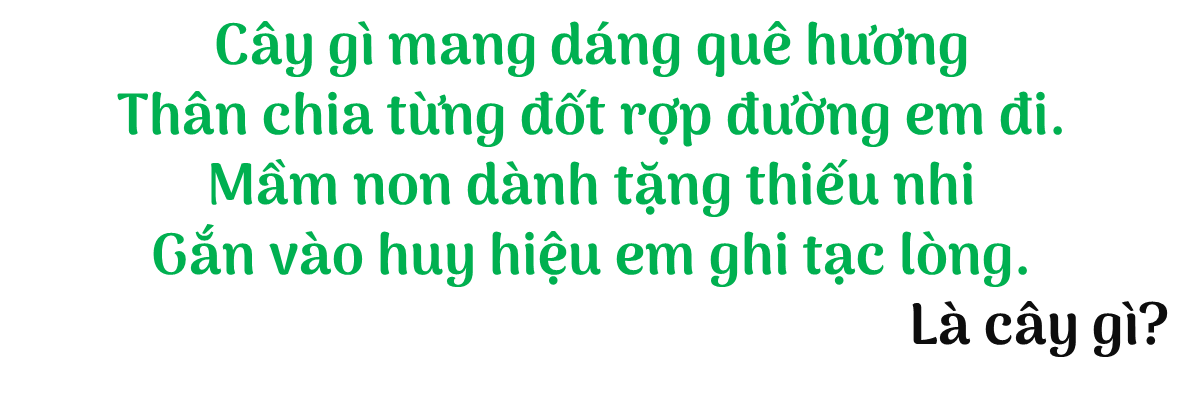 Cây gì mang dáng quê hương
Thân chia từng đốt rợp đường em đi.
Mầm non dành tặng thiếu nhi
Gắn vào huy hiệu em ghi tạc lòng.
Là cây gì?